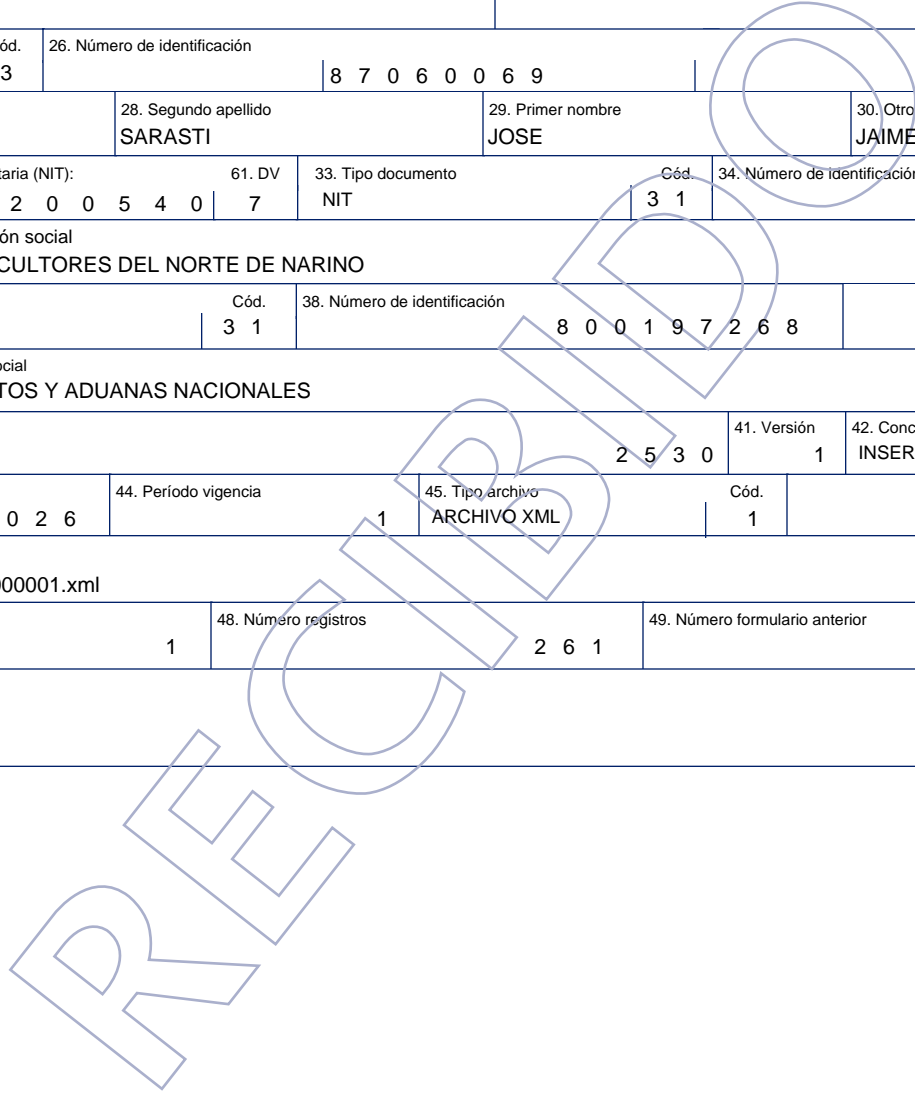 ód. 26. Número de identificación
3 8 7 0 6 0 0 6 9
28. Segundo apellido 29. Primer nombre 30. Otro
SARASTI JOSE JAIME
taria (NIT): 61. DV 33. Tipo documento Cód. 34. Número de identificación
2 0 0 5 4 0 7 NIT 3 1
ón social
CULTORES DEL NORTE DE NARINO
Cód. 38. Número de identificación
3 1 8 0 0 1 9 7 2 6 8
ocial
TOS Y ADUANAS NACIONALES
41. Versión 42. Conc
2 5 3 0 1 INSER
44. Período vigencia 45. Tipo archivo Cód.
0 2 6 1 ARCHIVO XML 1
000001.xml
48. Número registros 49. Número formulario anterior
1 2 6 1
RECIBIDO